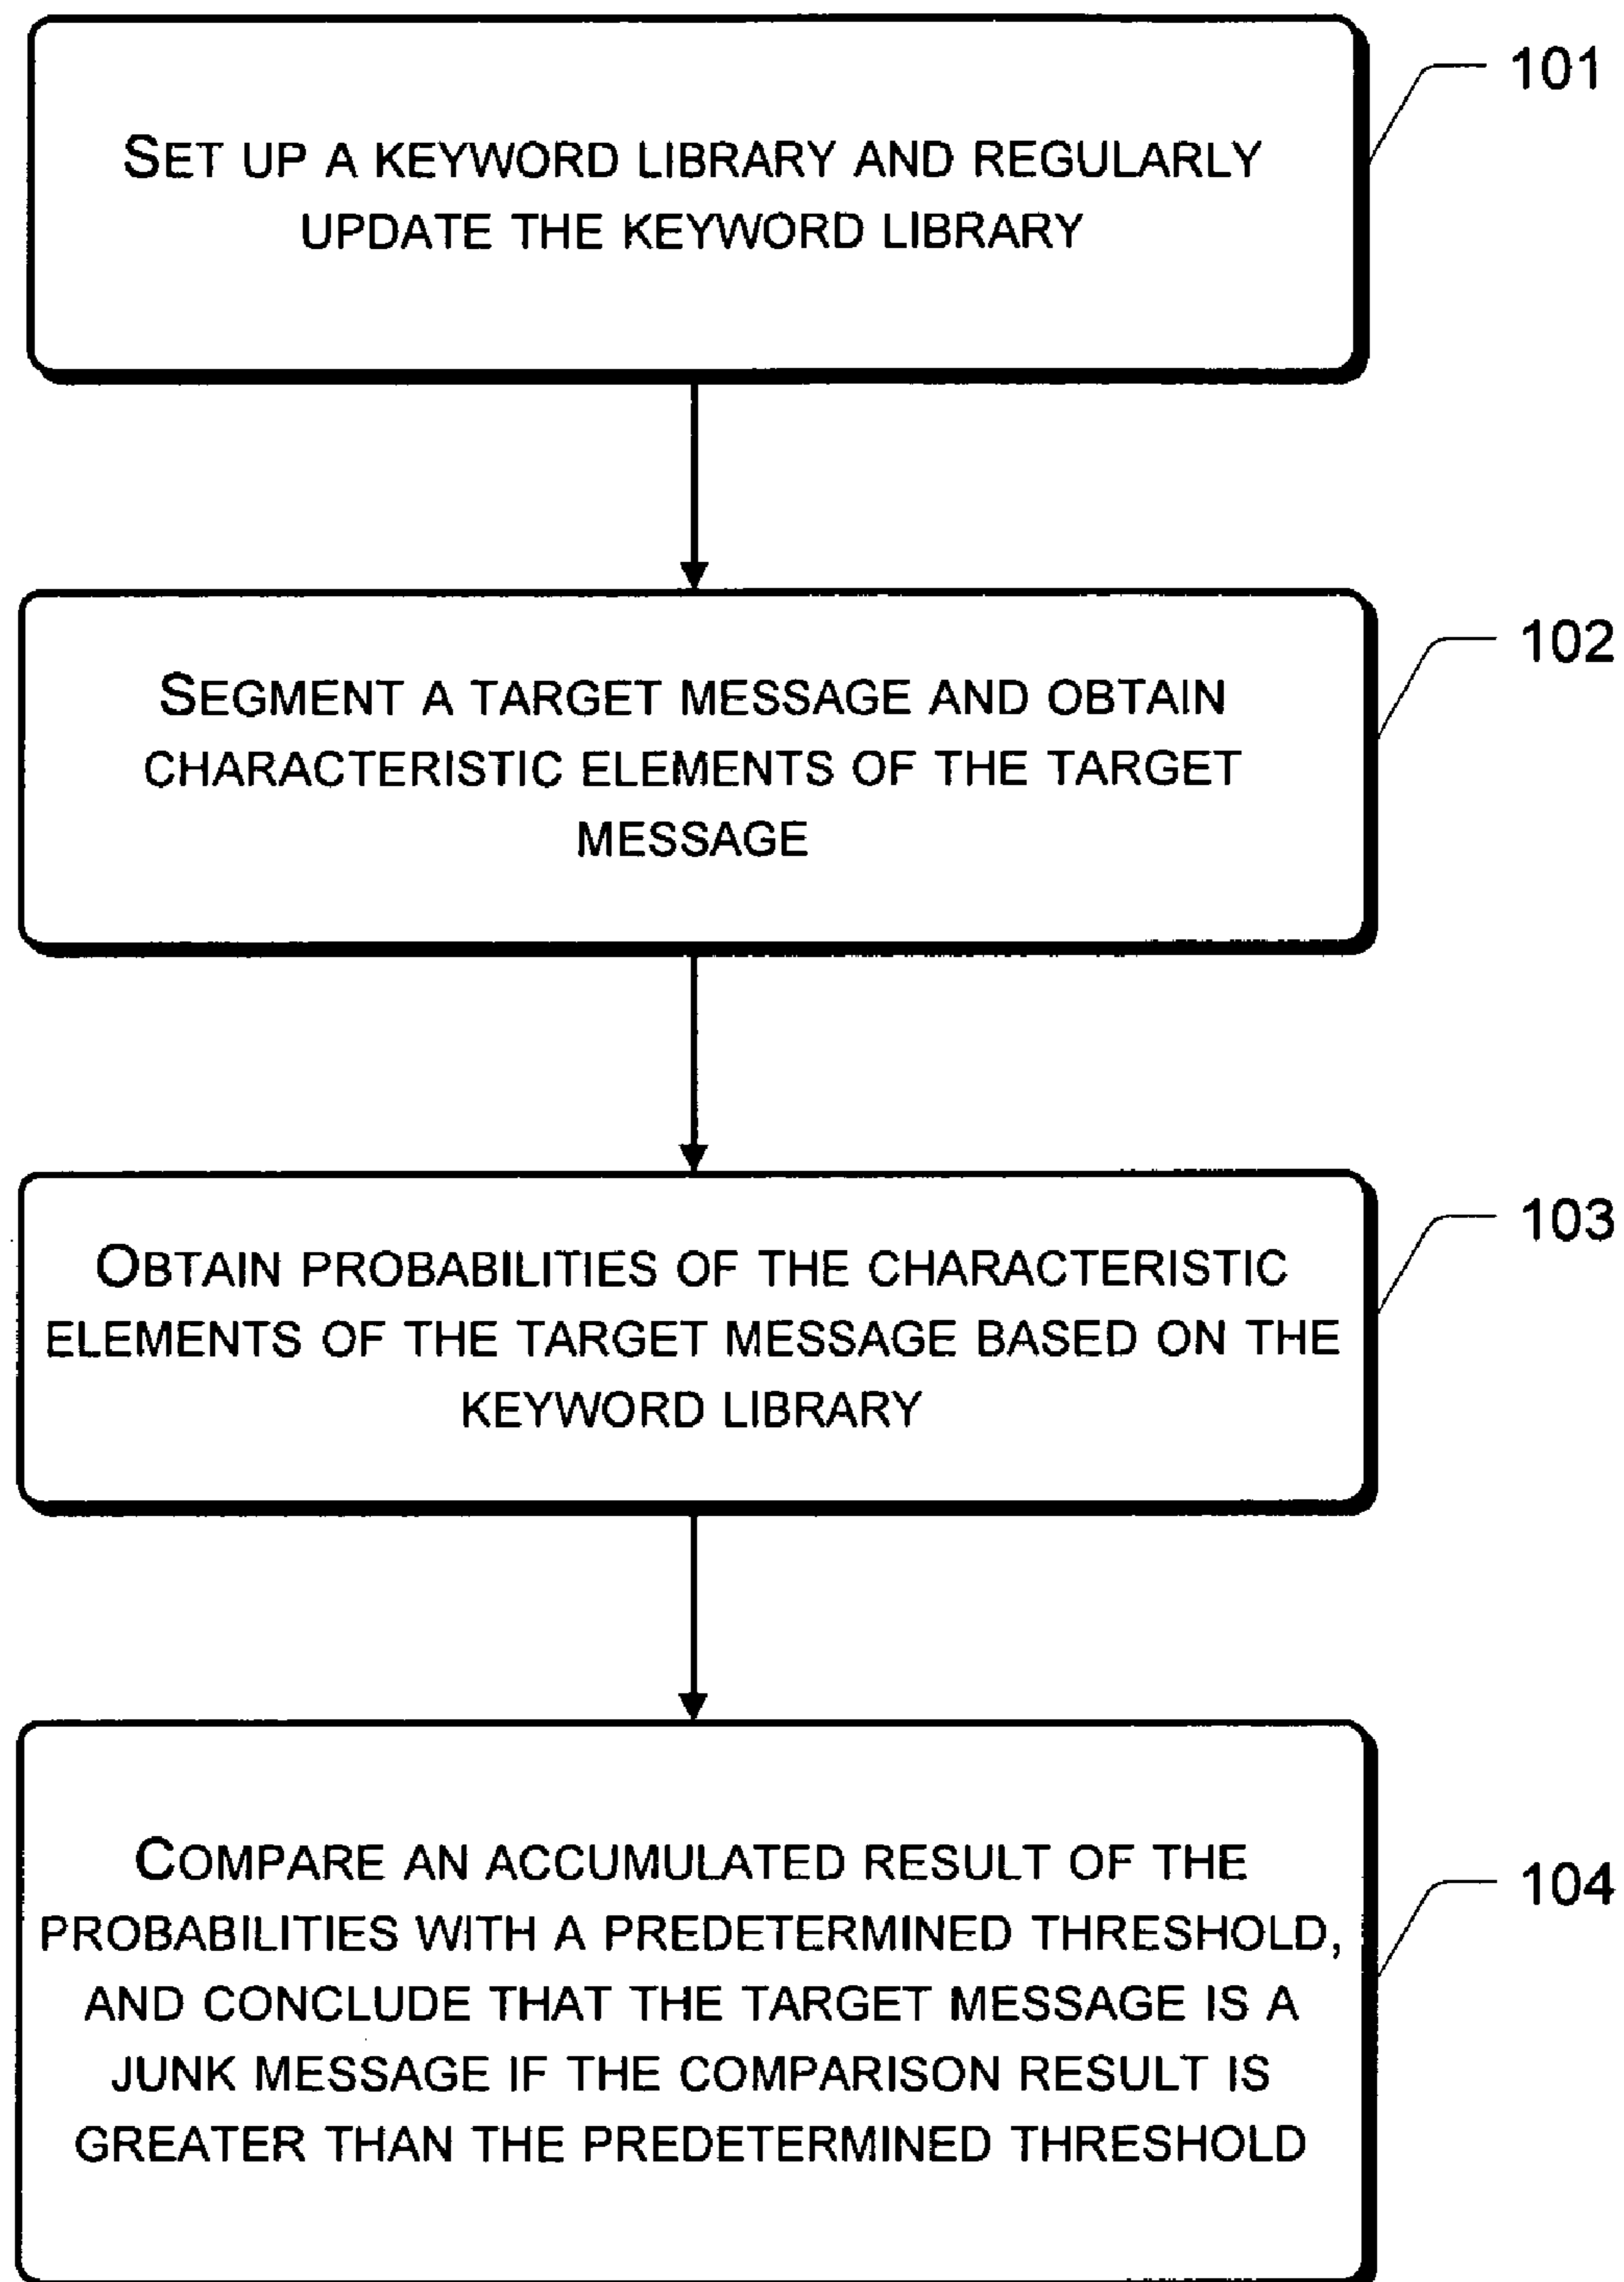 SET UP A KEYWORD LIBRARY AND REGULARLY
UPDATE THE KEYWORD LIBRARY
101
SEGMENT A TARGET MESSAGE AND OBTAIN
CHARACTERISTIC ELEMENTS OF THE TARGET
MESSAGE
102
OBTAIN PROBABILITIES OF THE CHARACTERISTIC
ELEMENTS OF THE TARGET MESSAGE BASED ON THE
KEYWORD LIBRARY
103
COMPARE AN ACCUMULATED RESULT OF THE
PROBABILITIES WITH A PREDETERMINED THRESHOLD,
AND CONCLUDE THAT THE TARGET MESSAGE IS A
JUNK MESSAGE IF THE COMPARISON RESULT IS
GREATER THAN THE PREDETERMINED THRESHOLD
104